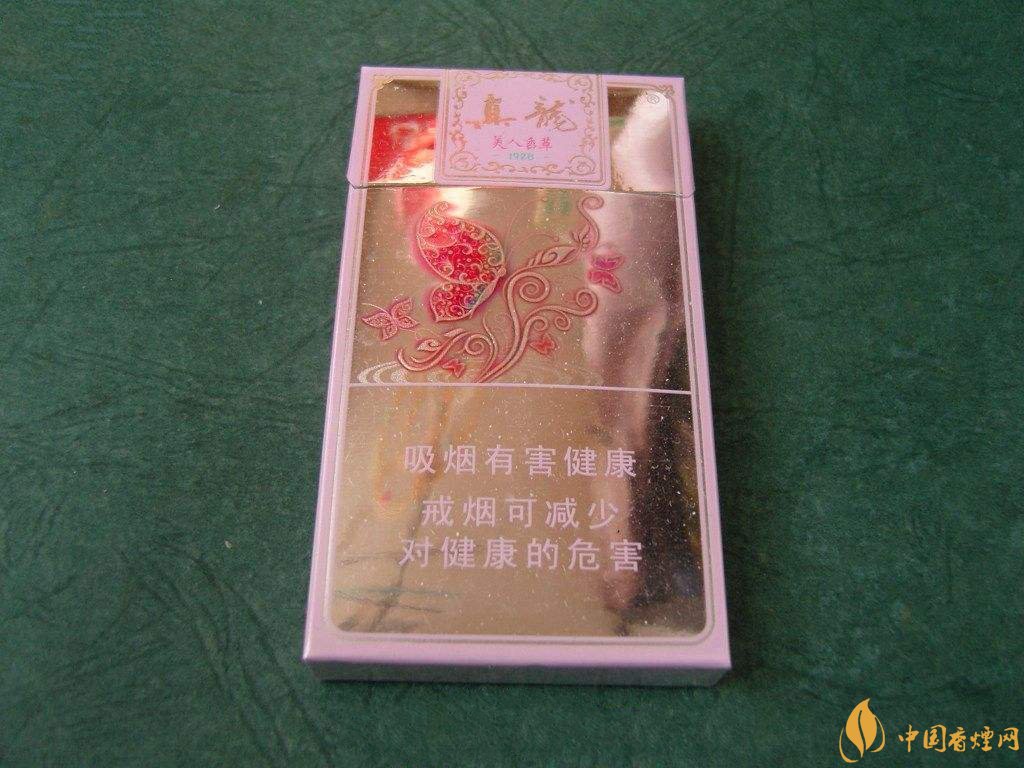 真龍
®
美人香草
- 1928 -
吸烟有害健康
戒烟可减少
对健康的危害
中国香煙网